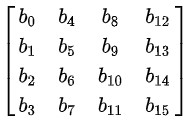 b₀ b₄ b₈ b₁₂
b₁ b₅ b₉ b₁₃
b₂ b₆ b₁₀ b₁₄
b₃ b₇ b₁₁ b₁₅